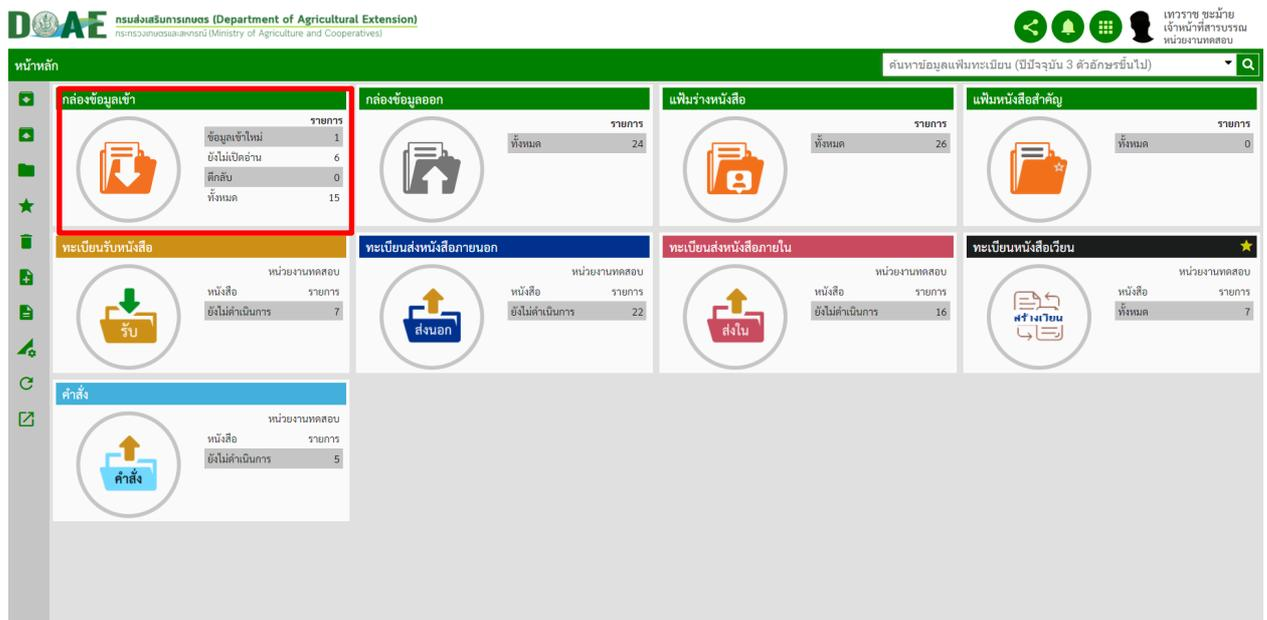 DOAE
กรมส่งเสริมการเกษตร (Department of Agricultural Extension)
กระทรวงเกษตรและสหกรณ์ (Ministry of Agriculture and Cooperatives)
เทวราช ชะม้าย
เจ้าหน้าที่สารบรรณ
หน่วยงานทดสอบ
หน้าหลัก
ค้นหาข้อมูลแฟ้มทะเบียน (ปีปัจจุบัน 3 ตัวอักษรขึ้นไป)
กล่องข้อมูลเข้า
รายการ
ข้อมูลเข้าใหม่ 1
ยังไม่เปิดอ่าน 6
ตีกลับ 0
ทั้งหมด 15
กล่องข้อมูลออก
รายการ
ทั้งหมด 24
แฟ้มร่างหนังสือ
รายการ
ทั้งหมด 26
แฟ้มหนังสือสำคัญ
รายการ
ทั้งหมด 0
ทะเบียนรับหนังสือ
หน่วยงานทดสอบ
หนังสือ รายการ
ยังไม่ดำเนินการ 7
รับ
ทะเบียนส่งหนังสือภายนอก
หน่วยงานทดสอบ
หนังสือ รายการ
ยังไม่ดำเนินการ 22
ส่งนอก
ทะเบียนส่งหนังสือภายใน
หน่วยงานทดสอบ
หนังสือ รายการ
ยังไม่ดำเนินการ 16
ส่งใน
ทะเบียนหนังสือเวียน
หน่วยงานทดสอบ
หนังสือ รายการ
ทั้งหมด 7
สร้างเวียน
คำสั่ง
หน่วยงานทดสอบ
หนังสือ รายการ
ยังไม่ดำเนินการ 5
คำสั่ง